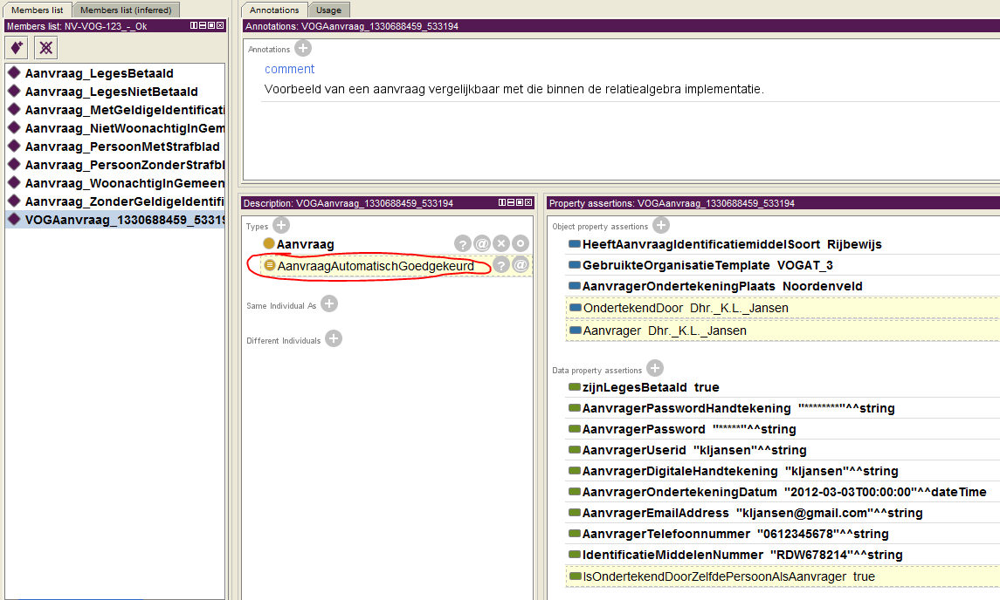 Members list
Members list (inferred)
Members list: NV-VOG-123_-_Ok
Aanvraag_LegesBetaald
Aanvraag_LegesNietBetaald
Aanvraag_MetGeldigeIdentificati
Aanvraag_NietWoonachtigInGem
Aanvraag_PersoonMetStrafblad
Aanvraag_PersoonZonderStrafbl
Aanvraag_WoonachtigInGemeen
Aanvraag_ZonderGeldigeIdentifi
VOGAanvraag_1330688459_53319
Annotations
Usage
Annotations: VOGAanvraag_1330688459_533194
Annotations
comment
Voorbeeld van een aanvraag vergelijkbaar met die binnen de relatiealgebra implementatie.
Description: VOGAanvraag_1330688459_533194
Types
Aanvraag
AanvraagAutomatischGoedgekeurd
Same Individual As
Different Individuals
Property assertions: VOGAanvraag_1330688459_533194
Object property assertions
HeeftAanvraagIdentificatiemiddelSoort Rijbewijs
GebruikteOrganisatieTemplate VOGAT_3
AanvragerOndertekeningPlaats Noordenveld
OndertekendDoor Dhr._K.L._Jansen
Aanvrager Dhr._K.L._Jansen
Data property assertions
zijnLegesBetaald true
AanvragerPasswordHandtekening "********"^^string
AanvragerPassword "*****"^^string
AanvragerUserid "kljansen"^^string
AanvragerDigitaleHandtekening "kljansen"^^string
AanvragerOndertekeningDatum "2012-03-03T00:00:00"^^dateTime
AanvragerEmailAddress "kljansen@gmail.com"^^string
AanvragerTelefoonnummer "0612345678"^^string
IdentificatieMiddelenNummer "RDW678214"^^string
IsOndertekendDoorZelfdePersoonAlsAanvrager true